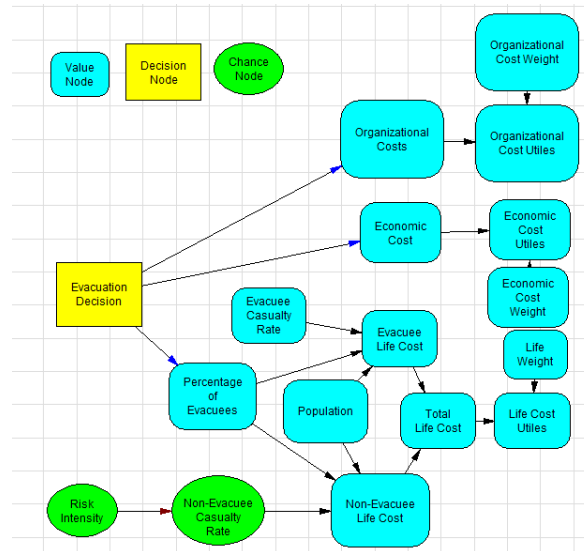 Value
Node
Decision
Node
Chance
Node
Organizational
Cost Weight
Organizational
Costs
Organizational
Cost Utiles
Economic
Cost
Economic
Cost
Utiles
Evacuation
Decision
Evacuee
Casualty
Rate
Economic
Cost
Weight
Evacuee
Life Cost
Life
Weight
Percentage
of
Evacuees
Population
Total
Life Cost
Life Cost
Utiles
Risk
Intensity
Non-Evacuee
Casualty
Rate
Non-Evacuee
Life Cost